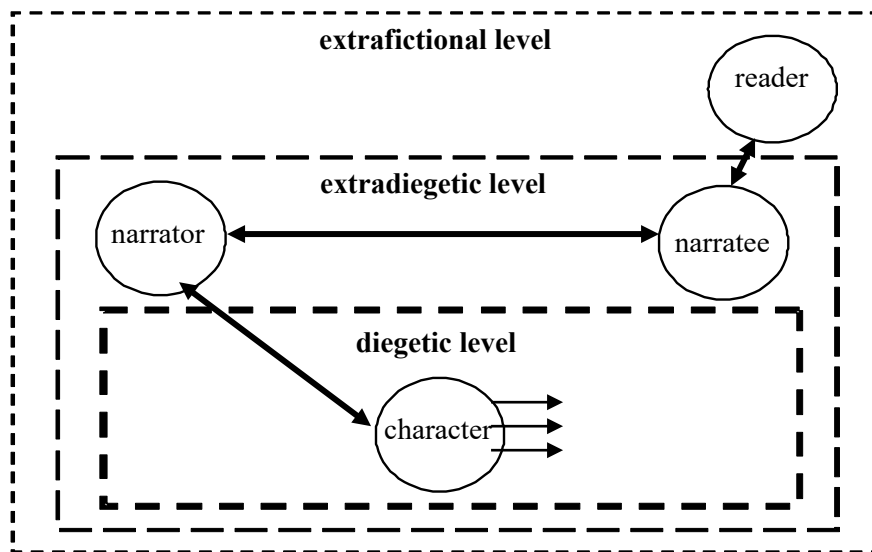 extrafictional level
reader
extradiegetic level
narrator
narratee
diegetic level
character